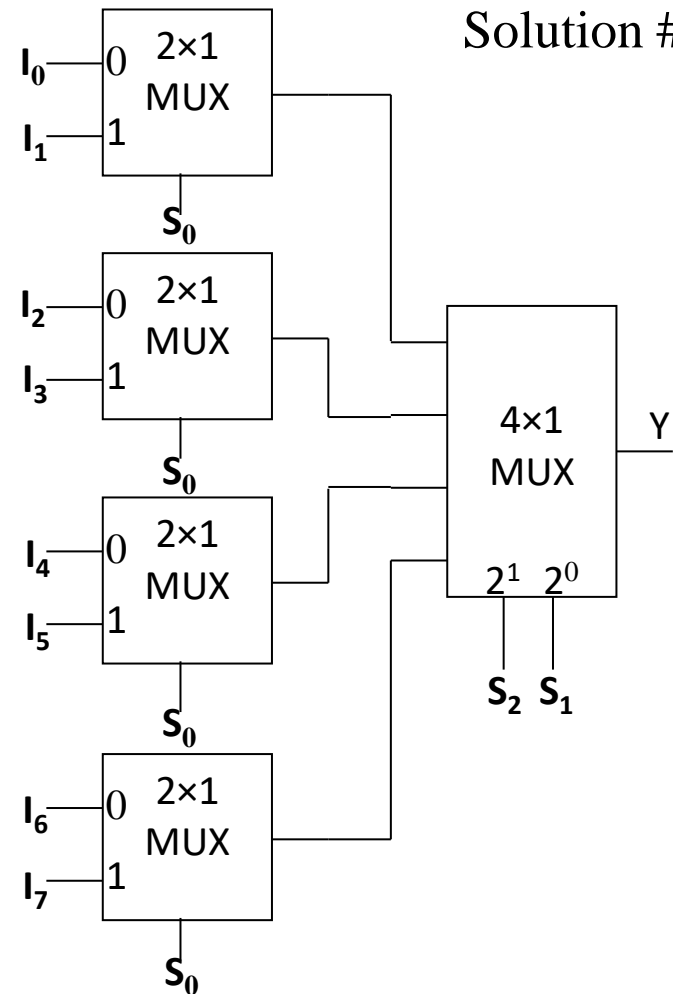 Solution #
I₀ 0 2×1
MUX
I₁ 1
S₀
I₂ 0 2×1
MUX
I₃ 1
S₀
I₄ 0 2×1
MUX
I₅ 1
S₀
I₆ 0 2×1
MUX
I₇ 1
S₀
4×1
MUX
Y
2¹ 2⁰
S₂ S₁